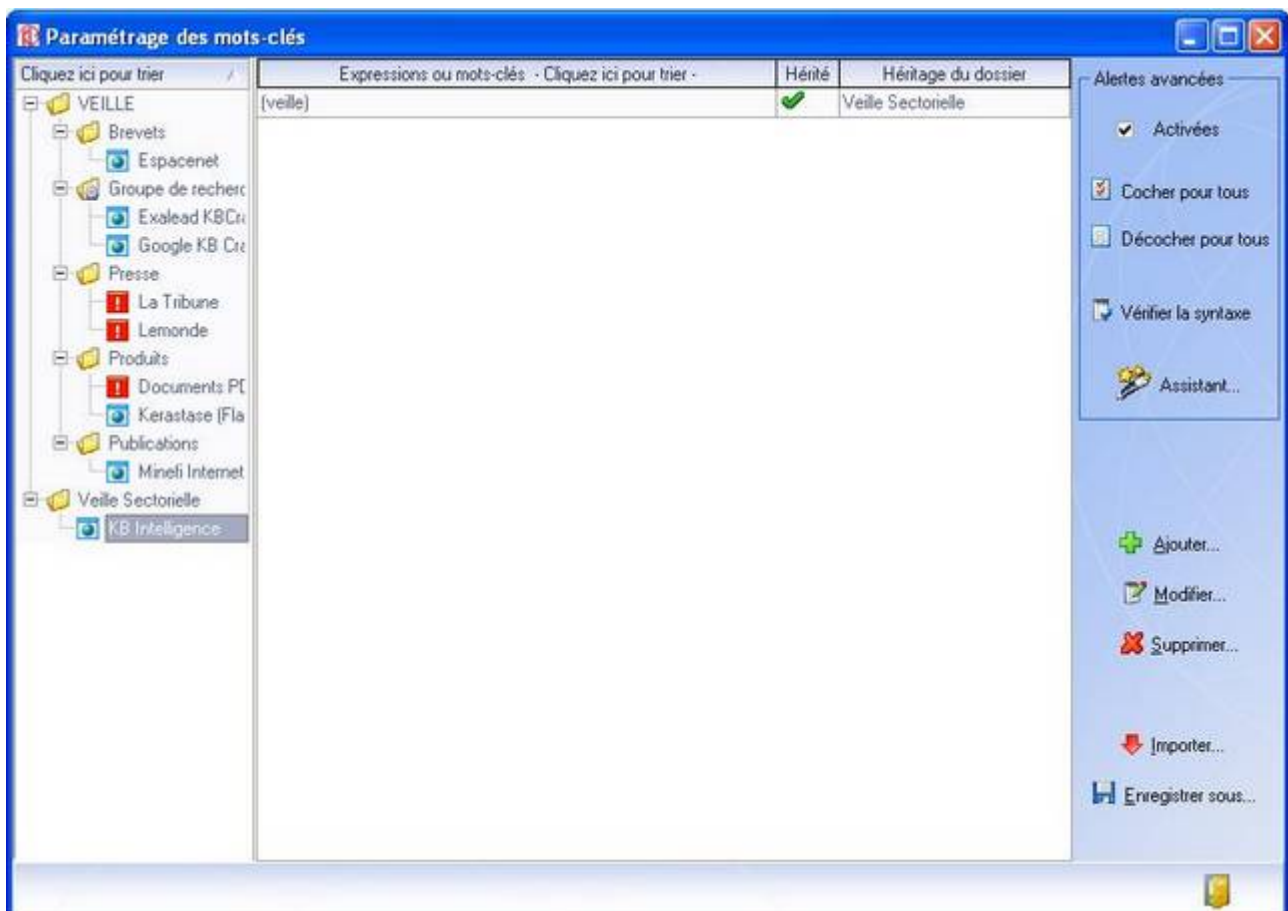 Paramétrage des mots-clés
Cliquez ici pour trier
VEILLE
Brevets
Espacenet
Groupe de recherc
Exalead KBCr
Google KB Cra
Presse
La Tribune
Lemonde
Produits
Documents PD
Kerastase (Fla
Publications
Minefi Internet
Veille Sectorielle
KB Intelligence
Expressions ou mots-clés - Cliquez ici pour trier - Hérité Héritage du dossier
(veille) Veille Sectorielle
Alertes avancées
Activées
Cocher pour tous
Décocher pour tous
Vérifier la syntaxe
Assistant...
Ajouter...
Modifier...
Supprimer...
Importer...
Enregistrer sous...